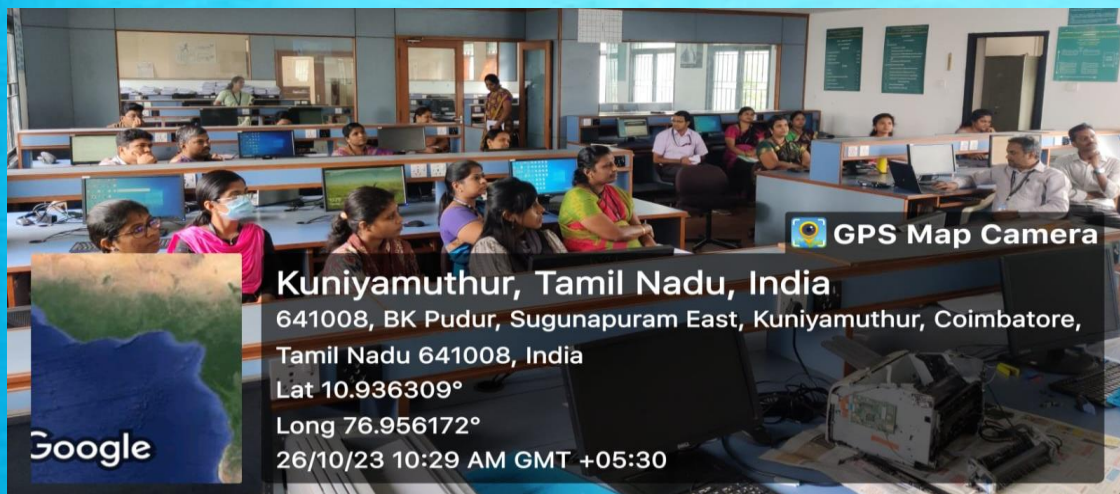 GPS Map Camera
Kuniyamuthur, Tamil Nadu, India
641008, BK Pudur, Sugunapuram East, Kuniyamuthur, Coimbatore,
Tamil Nadu 641008, India
Lat 10.936309°
Long 76.956172°
26/10/23 10:29 AM GMT +05:30
Google